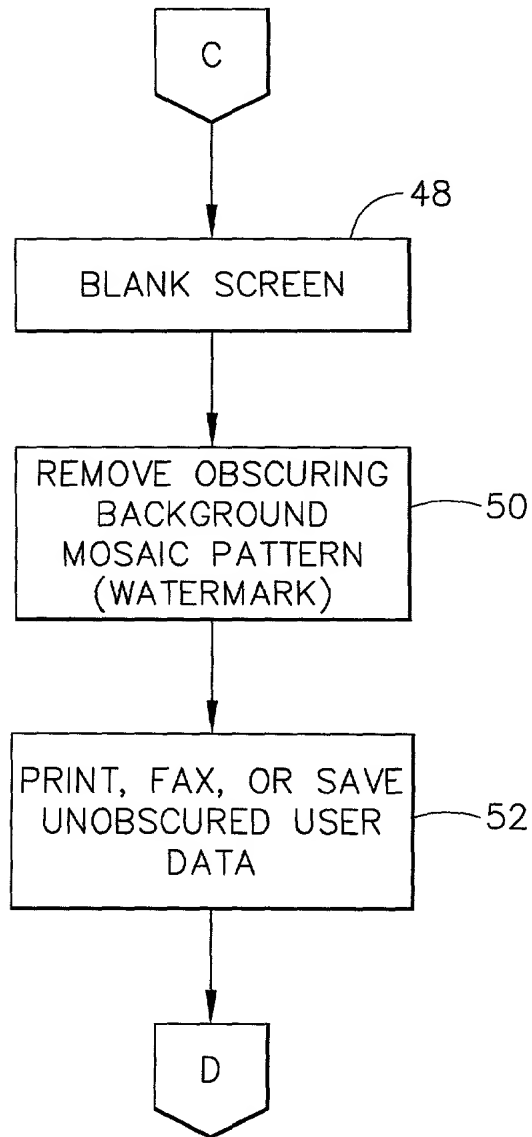 C
48
BLANK SCREEN
REMOVE OBSCURING
BACKGROUND
MOSAIC PATTERN
(WATERMARK)
50
PRINT, FAX, OR SAVE
UNOBSCURED USER
DATA
52
D